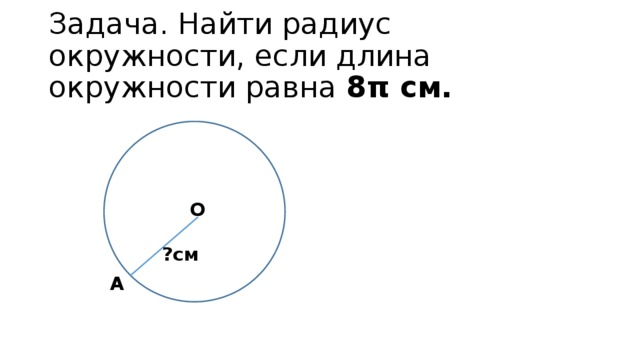 Задача. Найти радиус
окружности, если длина
окружности равна 8π см.
О
?см
А